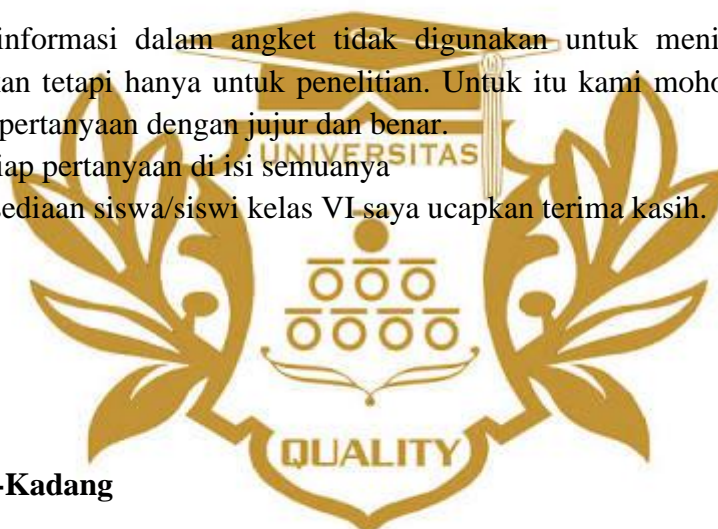 informasi dalam angket tidak digunakan untuk meni
an tetapi hanya untuk penelitian. Untuk itu kami moho
pertanyaan dengan jujur dan benar.
iap pertanyaan di isi semuanya
UNIVERSITAS
sediaan siswa/siswi kelas VI saya ucapkan terima kasih.
QUALITY
-Kadang